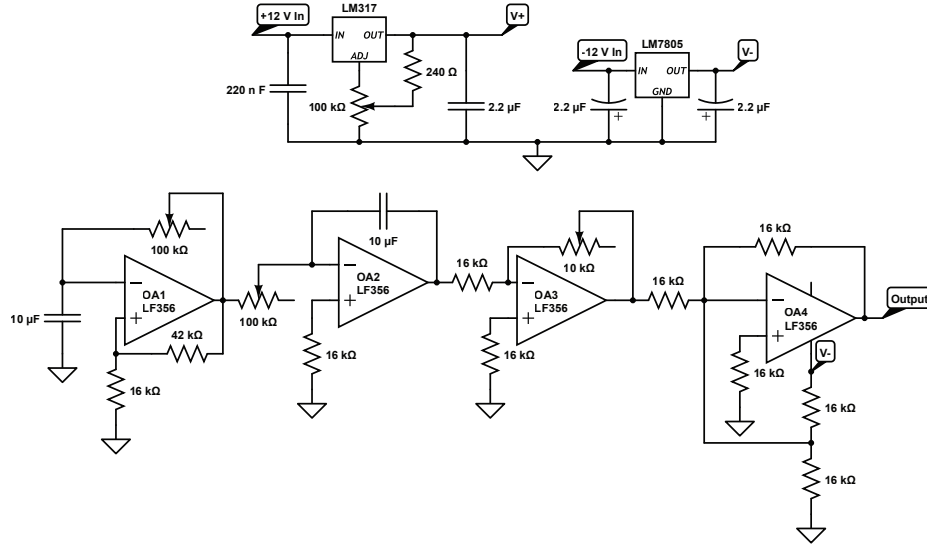 LM317
+12 V In
IN
OUT
V+
ADJ
240 Ω
220 n F
100 kΩ
2.2 µF
LM7805
-12 V In
IN
OUT
V-
GND
2.2 µF
+
2.2 µF
+
100 kΩ
−
OA1
LF356
+
10 µF
42 kΩ
16 kΩ
100 kΩ
10 µF
−
OA2
LF356
+
16 kΩ
16 kΩ
10 kΩ
−
OA3
LF356
+
16 kΩ
16 kΩ
16 kΩ
−
OA4
LF356
+
Output
16 kΩ
V-
16 kΩ
16 kΩ